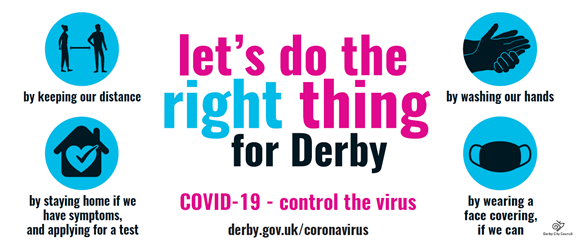 by keeping our distance
by staying home if we
have symptoms,
and applying for a test
let's do the
right thing
for Derby
COVID-19 - control the virus
derby.gov.uk/coronavirus
by washing our hands
by wearing a
face covering,
if we can
Derby City Council